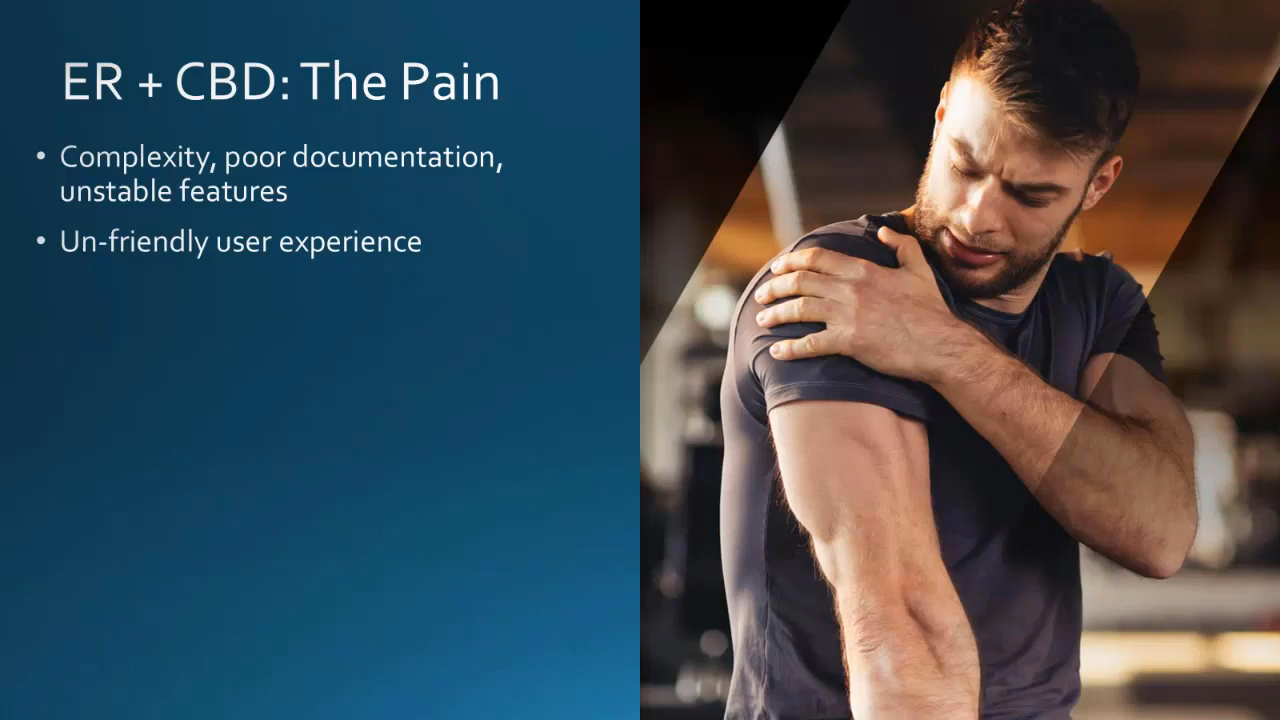 ER + CBD: The Pain
• Complexity, poor documentation,
unstable features
• Un-friendly user experience